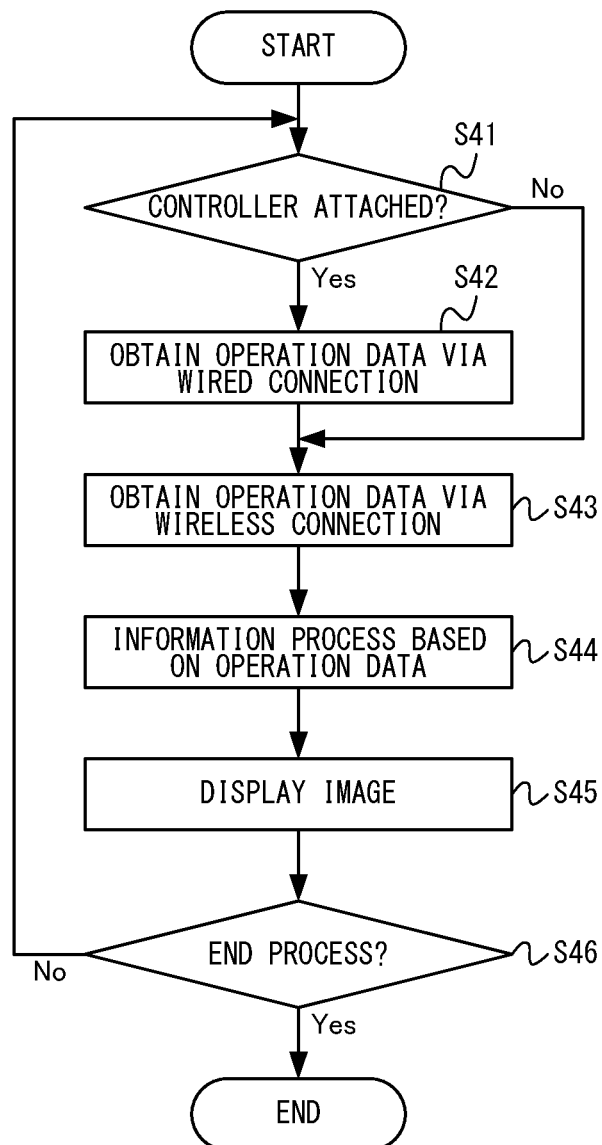 START
S41
CONTROLLER ATTACHED?
No
Yes
S42
OBTAIN OPERATION DATA VIA
WIRED CONNECTION
OBTAIN OPERATION DATA VIA
WIRELESS CONNECTION
S43
INFORMATION PROCESS BASED
ON OPERATION DATA
S44
DISPLAY IMAGE
S45
END PROCESS?
S46
No
Yes
END